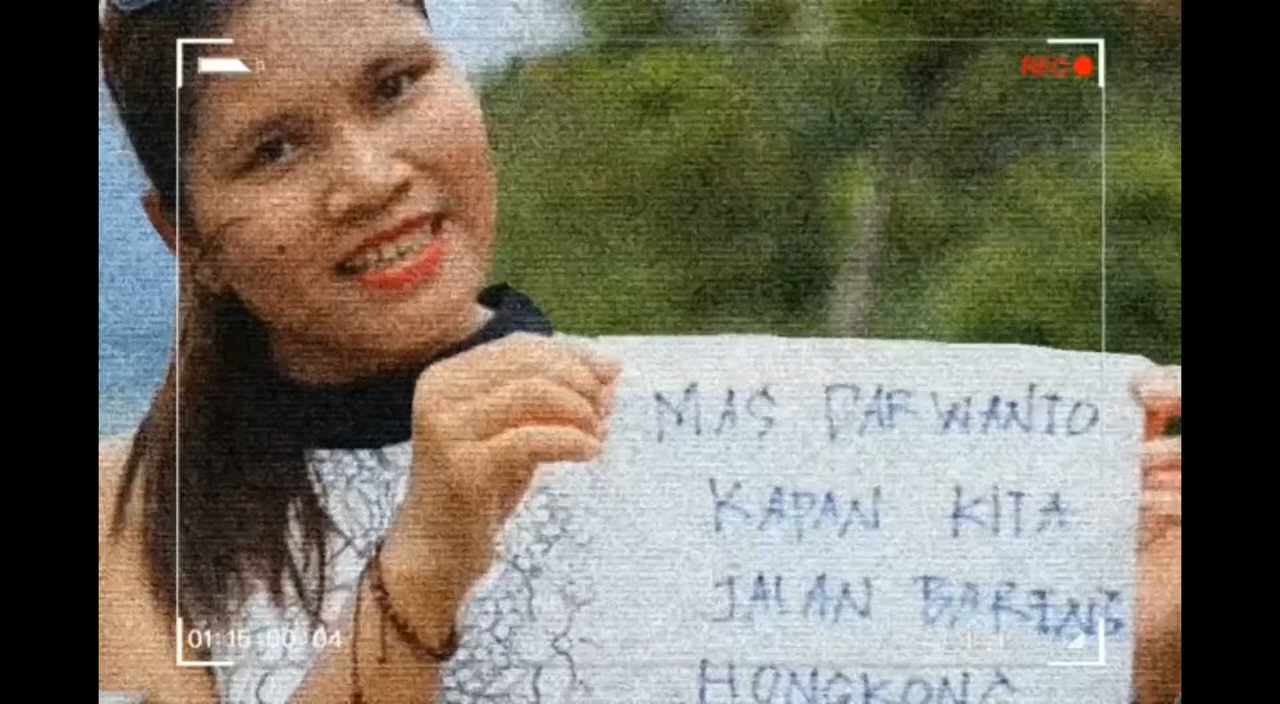 REC
MAS DARWANTO
KAPAN KITA
JALAN BARENG
HONGKONG
01:15:00:04